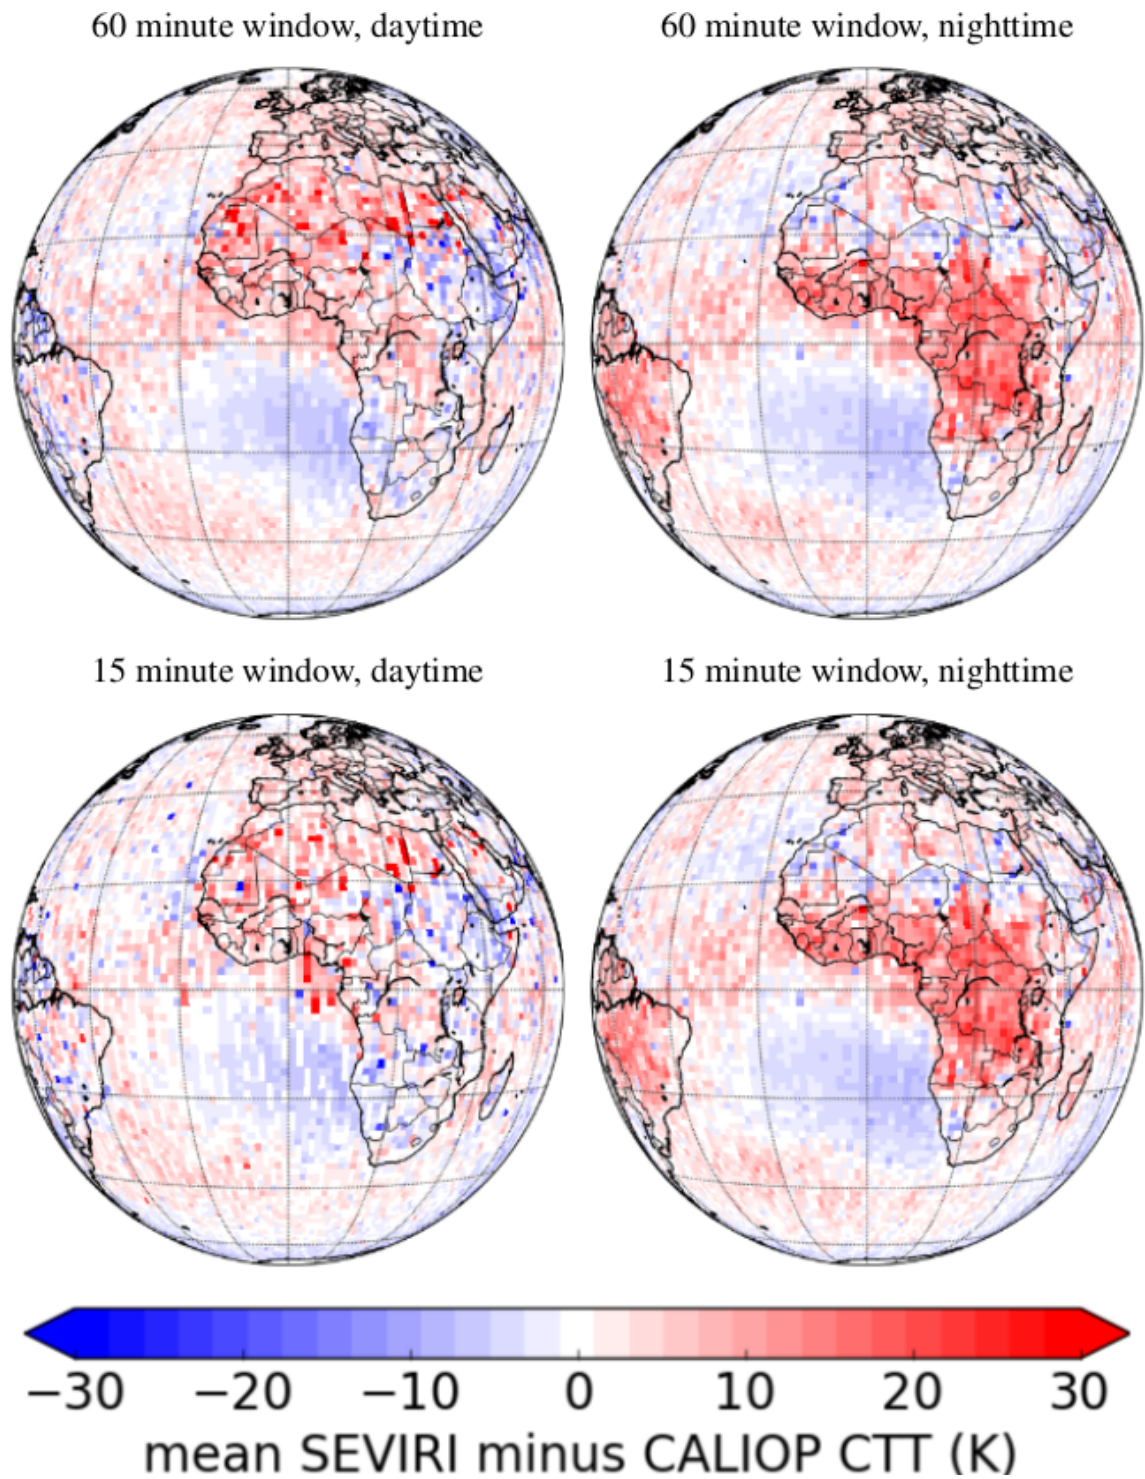 60 minute window, daytime
60 minute window, nighttime
15 minute window, daytime
15 minute window, nighttime
−30 −20 −10 0 10 20 30
mean SEVIRI minus CALIOP CTT (K)